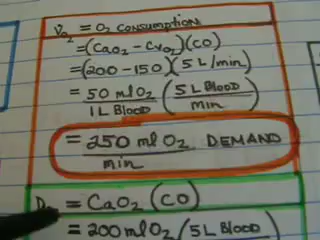 V̇O₂ = O₂ CONSUMPTION
= (CaO₂ - CvO₂)(CO)
= (200 - 150)(5 L/min)
= 50 ml O₂ / 1 L BLOOD (5 L BLOOD / min)
= 250 ml O₂ / min DEMAND
= CaO₂ (CO)
= 200 ml O₂ (5 L BLOOD